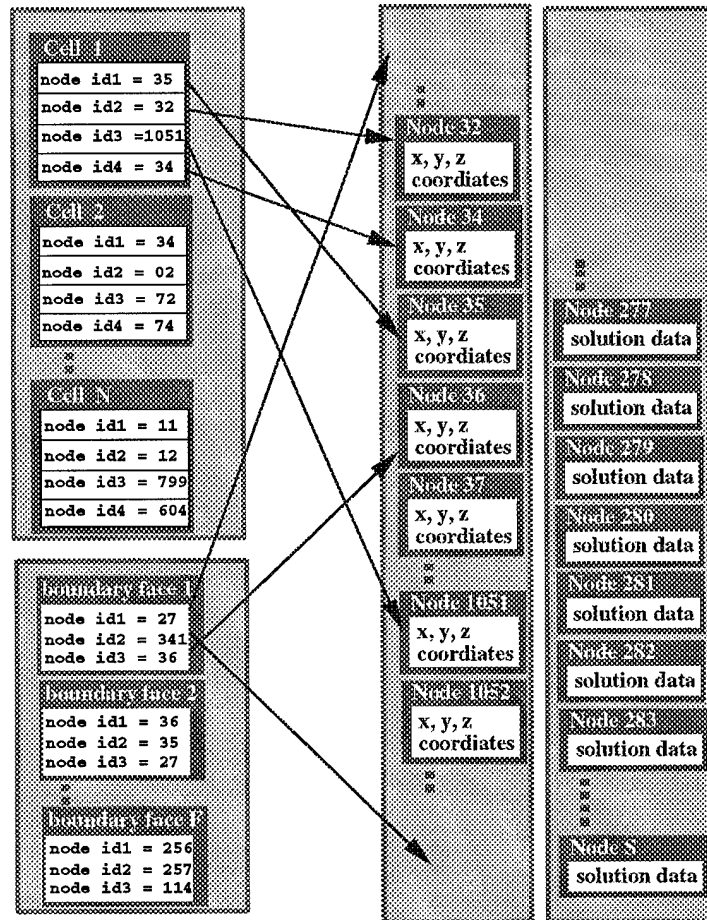 Cell 1
node id1 = 35
node id2 = 32
node id3 =1051
node id4 = 34
Cell 2
node id1 = 34
node id2 = 02
node id3 = 72
node id4 = 74
Cell N
node id1 = 11
node id2 = 12
node id3 = 799
node id4 = 604
boundary face 1
node id1 = 27
node id2 = 341
node id3 = 36
boundary face 2
node id1 = 36
node id2 = 35
node id3 = 27
boundary face F
node id1 = 256
node id2 = 257
node id3 = 114
Node 32
x, y, z
coordiates
Node 34
x, y, z
coordiates
Node 35
x, y, z
coordiates
Node 36
x, y, z
coordiates
Node 37
x, y, z
coordiates
Node 1051
x, y, z
coordiates
Node 1052
x, y, z
coordiates
Node 277
solution data
Node 278
solution data
Node 279
solution data
Node 280
solution data
Node 281
solution data
Node 282
solution data
Node 283
solution data
Node S
solution data